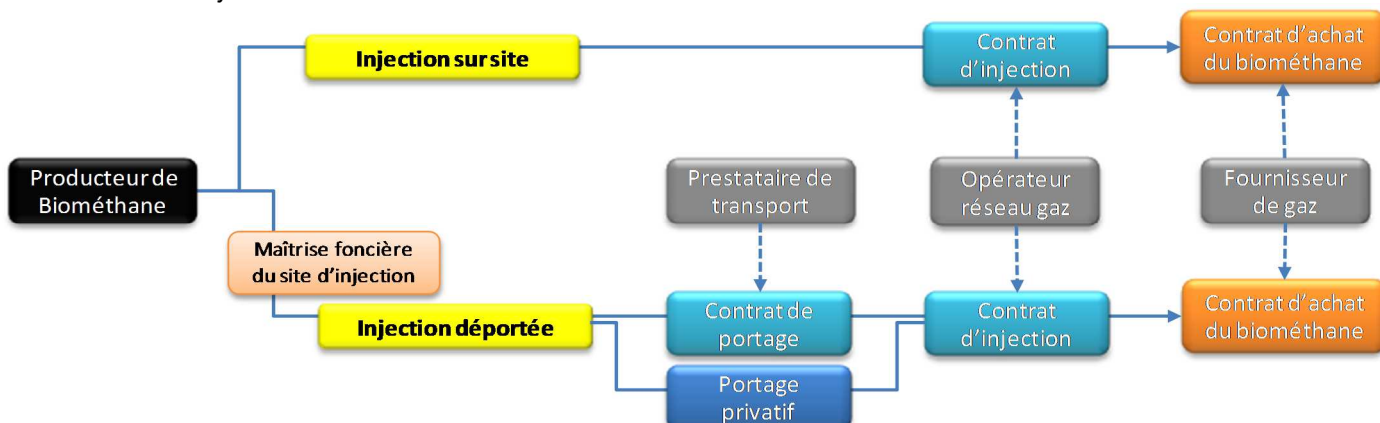 Injection sur site
Contrat
d'injection
Contrat d'achat
du biométhane
Producteur de
Biométhane
Prestataire de
transport
Opérateur
réseau gaz
Fournisseur
de gaz
Maîtrise foncière
du site d'injection
Injection déportée
Contrat de
portage
Contrat
d'injection
Contrat d'achat
du biométhane
Portage
privatif